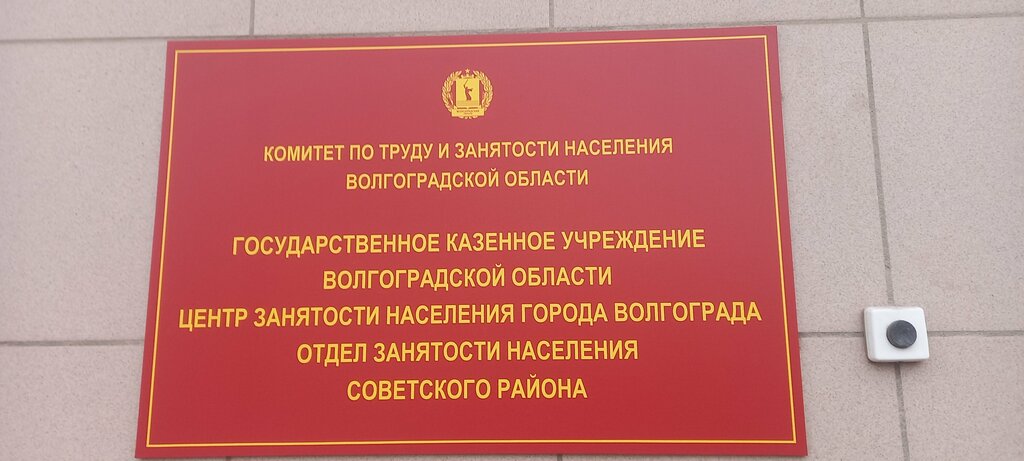 КОМИТЕТ ПО ТРУДУ И ЗАНЯТОСТИ НАСЕЛЕНИЯ
ВОЛГОГРАДСКОЙ ОБЛАСТИ
ГОСУДАРСТВЕННОЕ КАЗЕННОЕ УЧРЕЖДЕНИЕ
ВОЛГОГРАДСКОЙ ОБЛАСТИ
ЦЕНТР ЗАНЯТОСТИ НАСЕЛЕНИЯ ГОРОДА ВОЛГОГРАДА
ОТДЕЛ ЗАНЯТОСТИ НАСЕЛЕНИЯ
СОВЕТСКОГО РАЙОНА